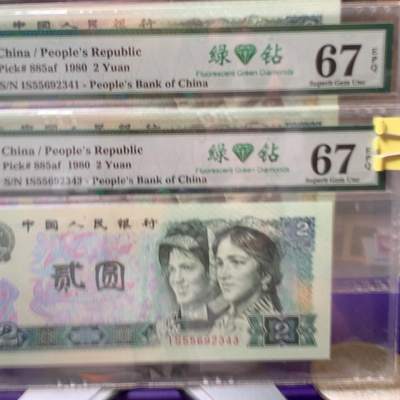 China / People's Republic
Pick# 885af 1980 2 Yuan
S/N IS55692341 - People's Bank of China
绿 钻
Fluorescent Green Diamonds
67 EPQ
Superb Gem Unc
China / People's Republic
Pick# 885af 1980 2 Yuan
S/N IS55692343 - People's Bank of China
绿 钻
Fluorescent Green Diamonds
67 EPQ
Superb Gem Unc
中国人民银行
2
贰圆
IS55692343
2